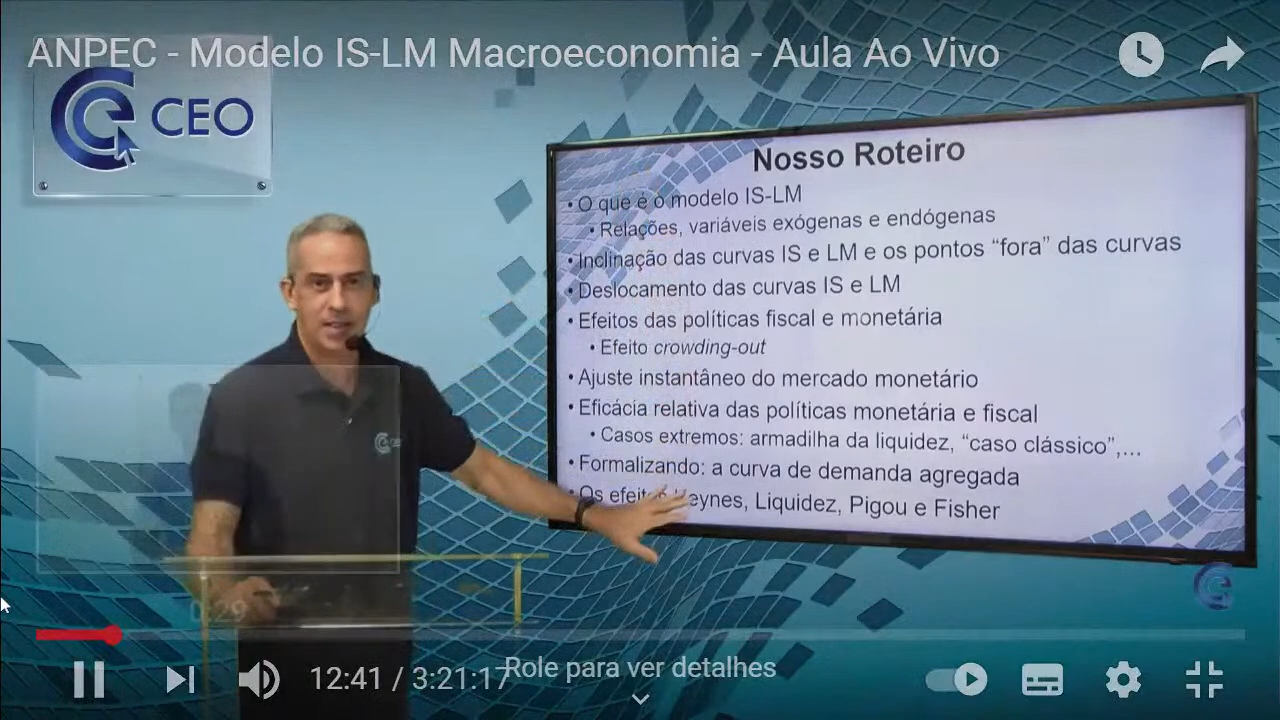 ANPEC - Modelo IS-LM Macroeconomia - Aula Ao Vivo
CEO
Nosso Roteiro
• O que é o modelo IS-LM
• Relações, variáveis exógenas e endógenas
• Inclinação das curvas IS e LM e os pontos “fora” das curvas
• Deslocamento das curvas IS e LM
• Efeitos das políticas fiscal e monetária
• Efeito crowding-out
• Ajuste instantâneo do mercado monetário
• Eficácia relativa das políticas monetária e fiscal
• Casos extremos: armadilha da liquidez, “caso clássico”,...
• Formalizando: a curva de demanda agregada
• Os Liquidez, Pigou e Fisher
0:29
12:41 / 3:21:17
Role para ver detalhes